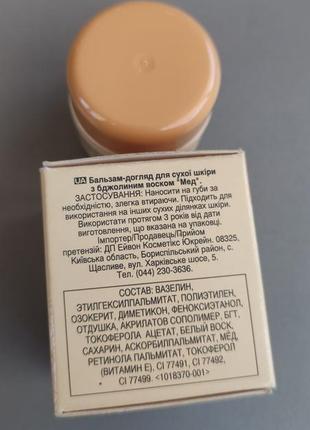 UA Бальзам-догляд для сухої шкіри
з бджолиним воском "Мед".
ЗАСТОСУВАННЯ: Наносити на губи за
необхідністю, злегка втираючи. Підходить для
використання на інших сухих ділянках шкіри.
Використати протягом 3 років від дати
виготовлення, що вказана на упаковці.
Імпортер/Продавець/Прийом
претензій: ДП Ейвон Косметікс Юкрейн. 08325,
Київська область, Бориспільський район, с.
Щасливе, вул. Харківське шосе, 5.
Тел. (044) 230-3636.
СОСТАВ: ВАЗЕЛИН,
ЭТИЛГЕКСИЛПАЛЬМИТАТ, ПОЛИЭТИЛЕН,
ОЗОКЕРИТ, ДИМЕТИКОН, ФЕНОКСИЭТАНОЛ,
ОТДУШКА, АКРИЛАТОВ СОПОЛИМЕР, БГТ,
ТОКОФЕРОЛА АЦЕТАТ, БЕЛЫЙ ВОСК,
САХАРИН, АСКОРБИЛПАЛЬМИТАТ, МЁД,
РЕТИНОЛА ПАЛЬМИТАТ, ТОКОФЕРОЛ
(ВИТАМИН Е), CI 77491, CI 77492,
CI 77499. <1018370-001>